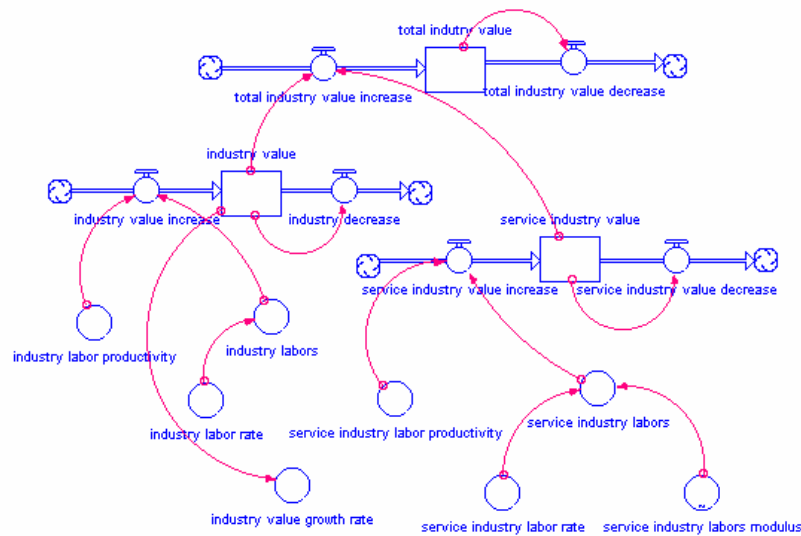 total indutry value
total industry value increase
total industry value decrease
industry value
industry value increase
industry decrease
service industry value
service industry value increase
service industry value decrease
industry labor productivity
industry labors
industry labor rate
service industry labor productivity
service industry labors
industry value growth rate
service industry labor rate
service industry labors modulus
~